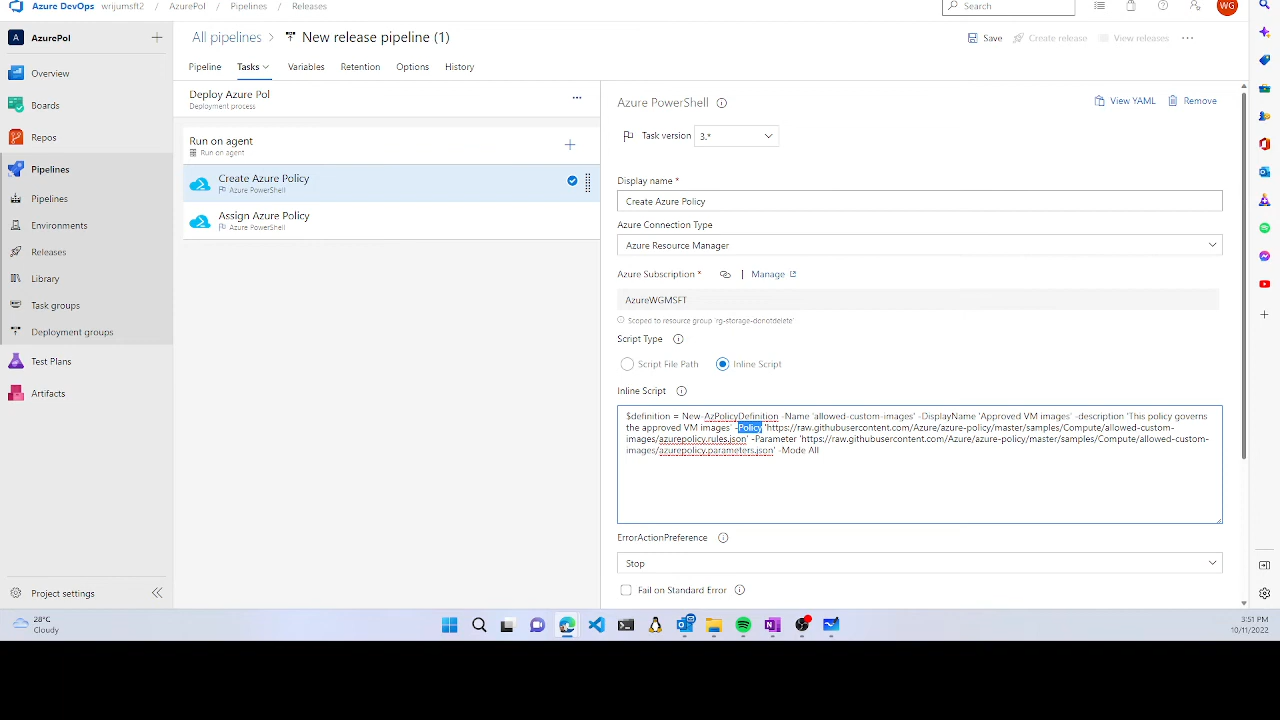 Azure DevOps wrijumsft2 / AzurePol / Pipelines / Releases
Search
WG
A AzurePol
All pipelines > New release pipeline (1)
Save
Create release
View releases
Overview
Pipeline
Tasks
Variables
Retention
Options
History
Boards
Deploy Azure Pol
Deployment process
Azure PowerShell
View YAML
Remove
Repos
Run on agent
Run on agent
Task version 3.*
Pipelines
Create Azure Policy
Azure PowerShell
Display name *
Create Azure Policy
Pipelines
Assign Azure Policy
Azure PowerShell
Azure Connection Type
Azure Resource Manager
Environments
Releases
Azure Subscription * | Manage
Library
AzureWGMSFT
Task groups
Scoped to resource group 'rg-storage-donotdelete'
Deployment groups
Script Type
Test Plans
Script File Path
Inline Script
Artifacts
Inline Script
$definition = New-AzPolicyDefinition -Name 'allowed-custom-images' -DisplayName 'Approved VM images' -description 'This policy governs
the approved VM images' -Policy 'https://raw.githubusercontent.com/Azure/azure-policy/master/samples/Compute/allowed-custom-
images/azurepolicy.rules.json' -Parameter 'https://raw.githubusercontent.com/Azure/azure-policy/master/samples/Compute/allowed-custom-
images/azurepolicy.parameters.json' -Mode All
ErrorActionPreference
Stop
Fail on Standard Error
Project settings
28°C
Cloudy
3:51 PM
10/11/2022